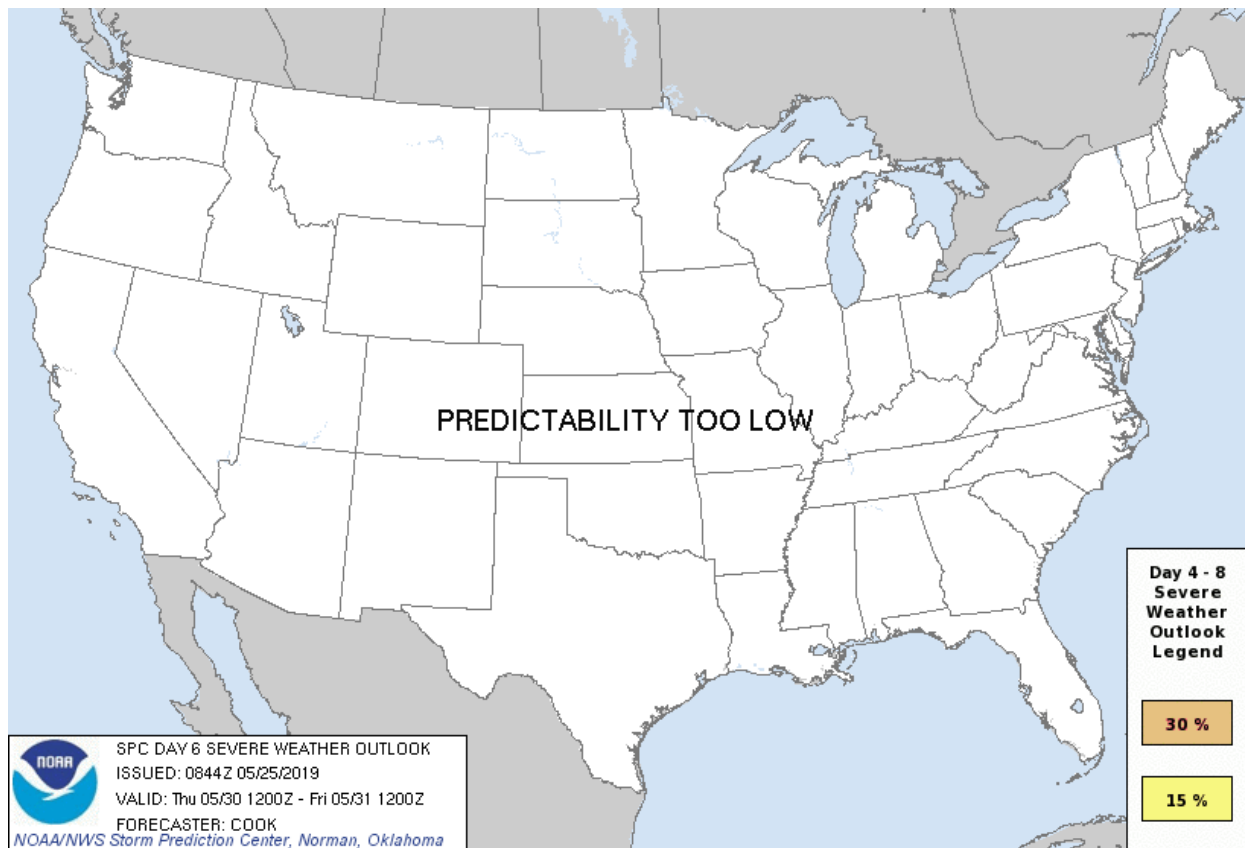 PREDICTABILITY TOO LOW
Day 4 - 8
Severe
Weather
Outlook
Legend
30 %
15 %
NOAA
SPC DAY 6 SEVERE WEATHER OUTLOOK
ISSUED: 0844Z 05/25/2019
VALID: Thu 05/30 1200Z - Fri 05/31 1200Z
FORECASTER: COOK
NOAA/NWS Storm Prediction Center, Norman, Oklahoma